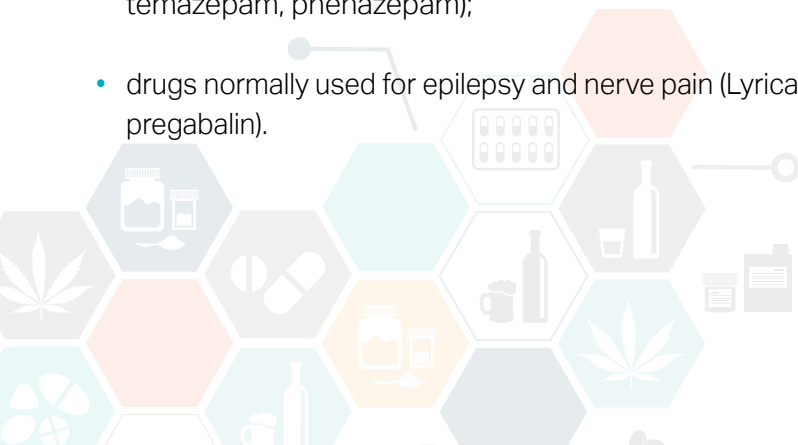 temazepam, phenazepam);
• drugs normally used for epilepsy and nerve pain (Lyrica
pregabalin).